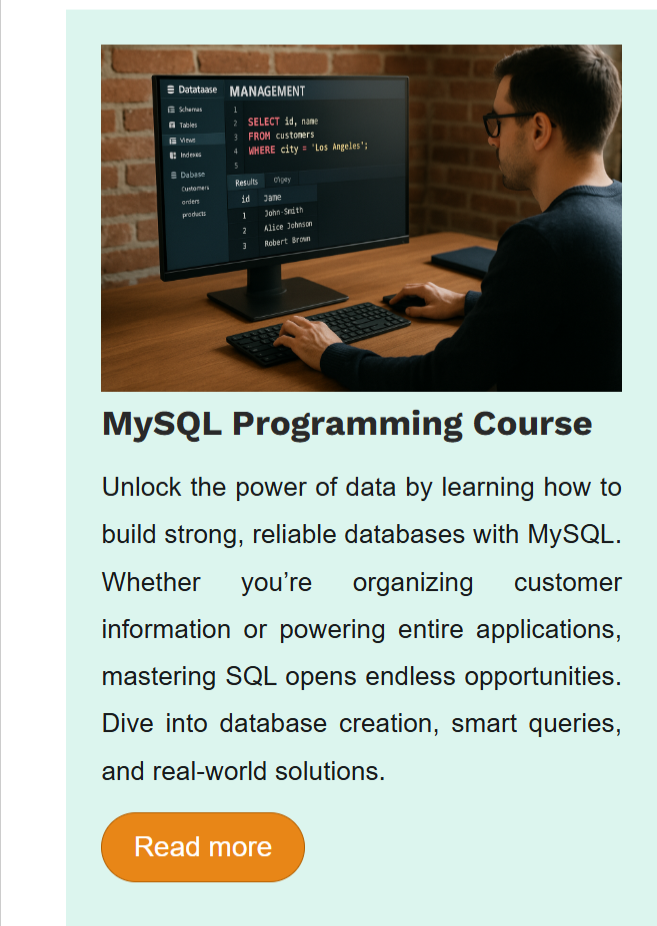 Datataase
MANAGEMENT
Schemas
Tables
Views
Indexes
Dabase
Customers
orders
products
1
2 SELECT id, name
3 FROM customers
4 WHERE city = 'Los Angeles';
5
Results
id Jame
1 John-Smith
2 Alice Johnson
3 Robert Brown
MySQL Programming Course
Unlock the power of data by learning how to
build strong, reliable databases with MySQL.
Whether you’re organizing customer
information or powering entire applications,
mastering SQL opens endless opportunities.
Dive into database creation, smart queries,
and real-world solutions.
Read more